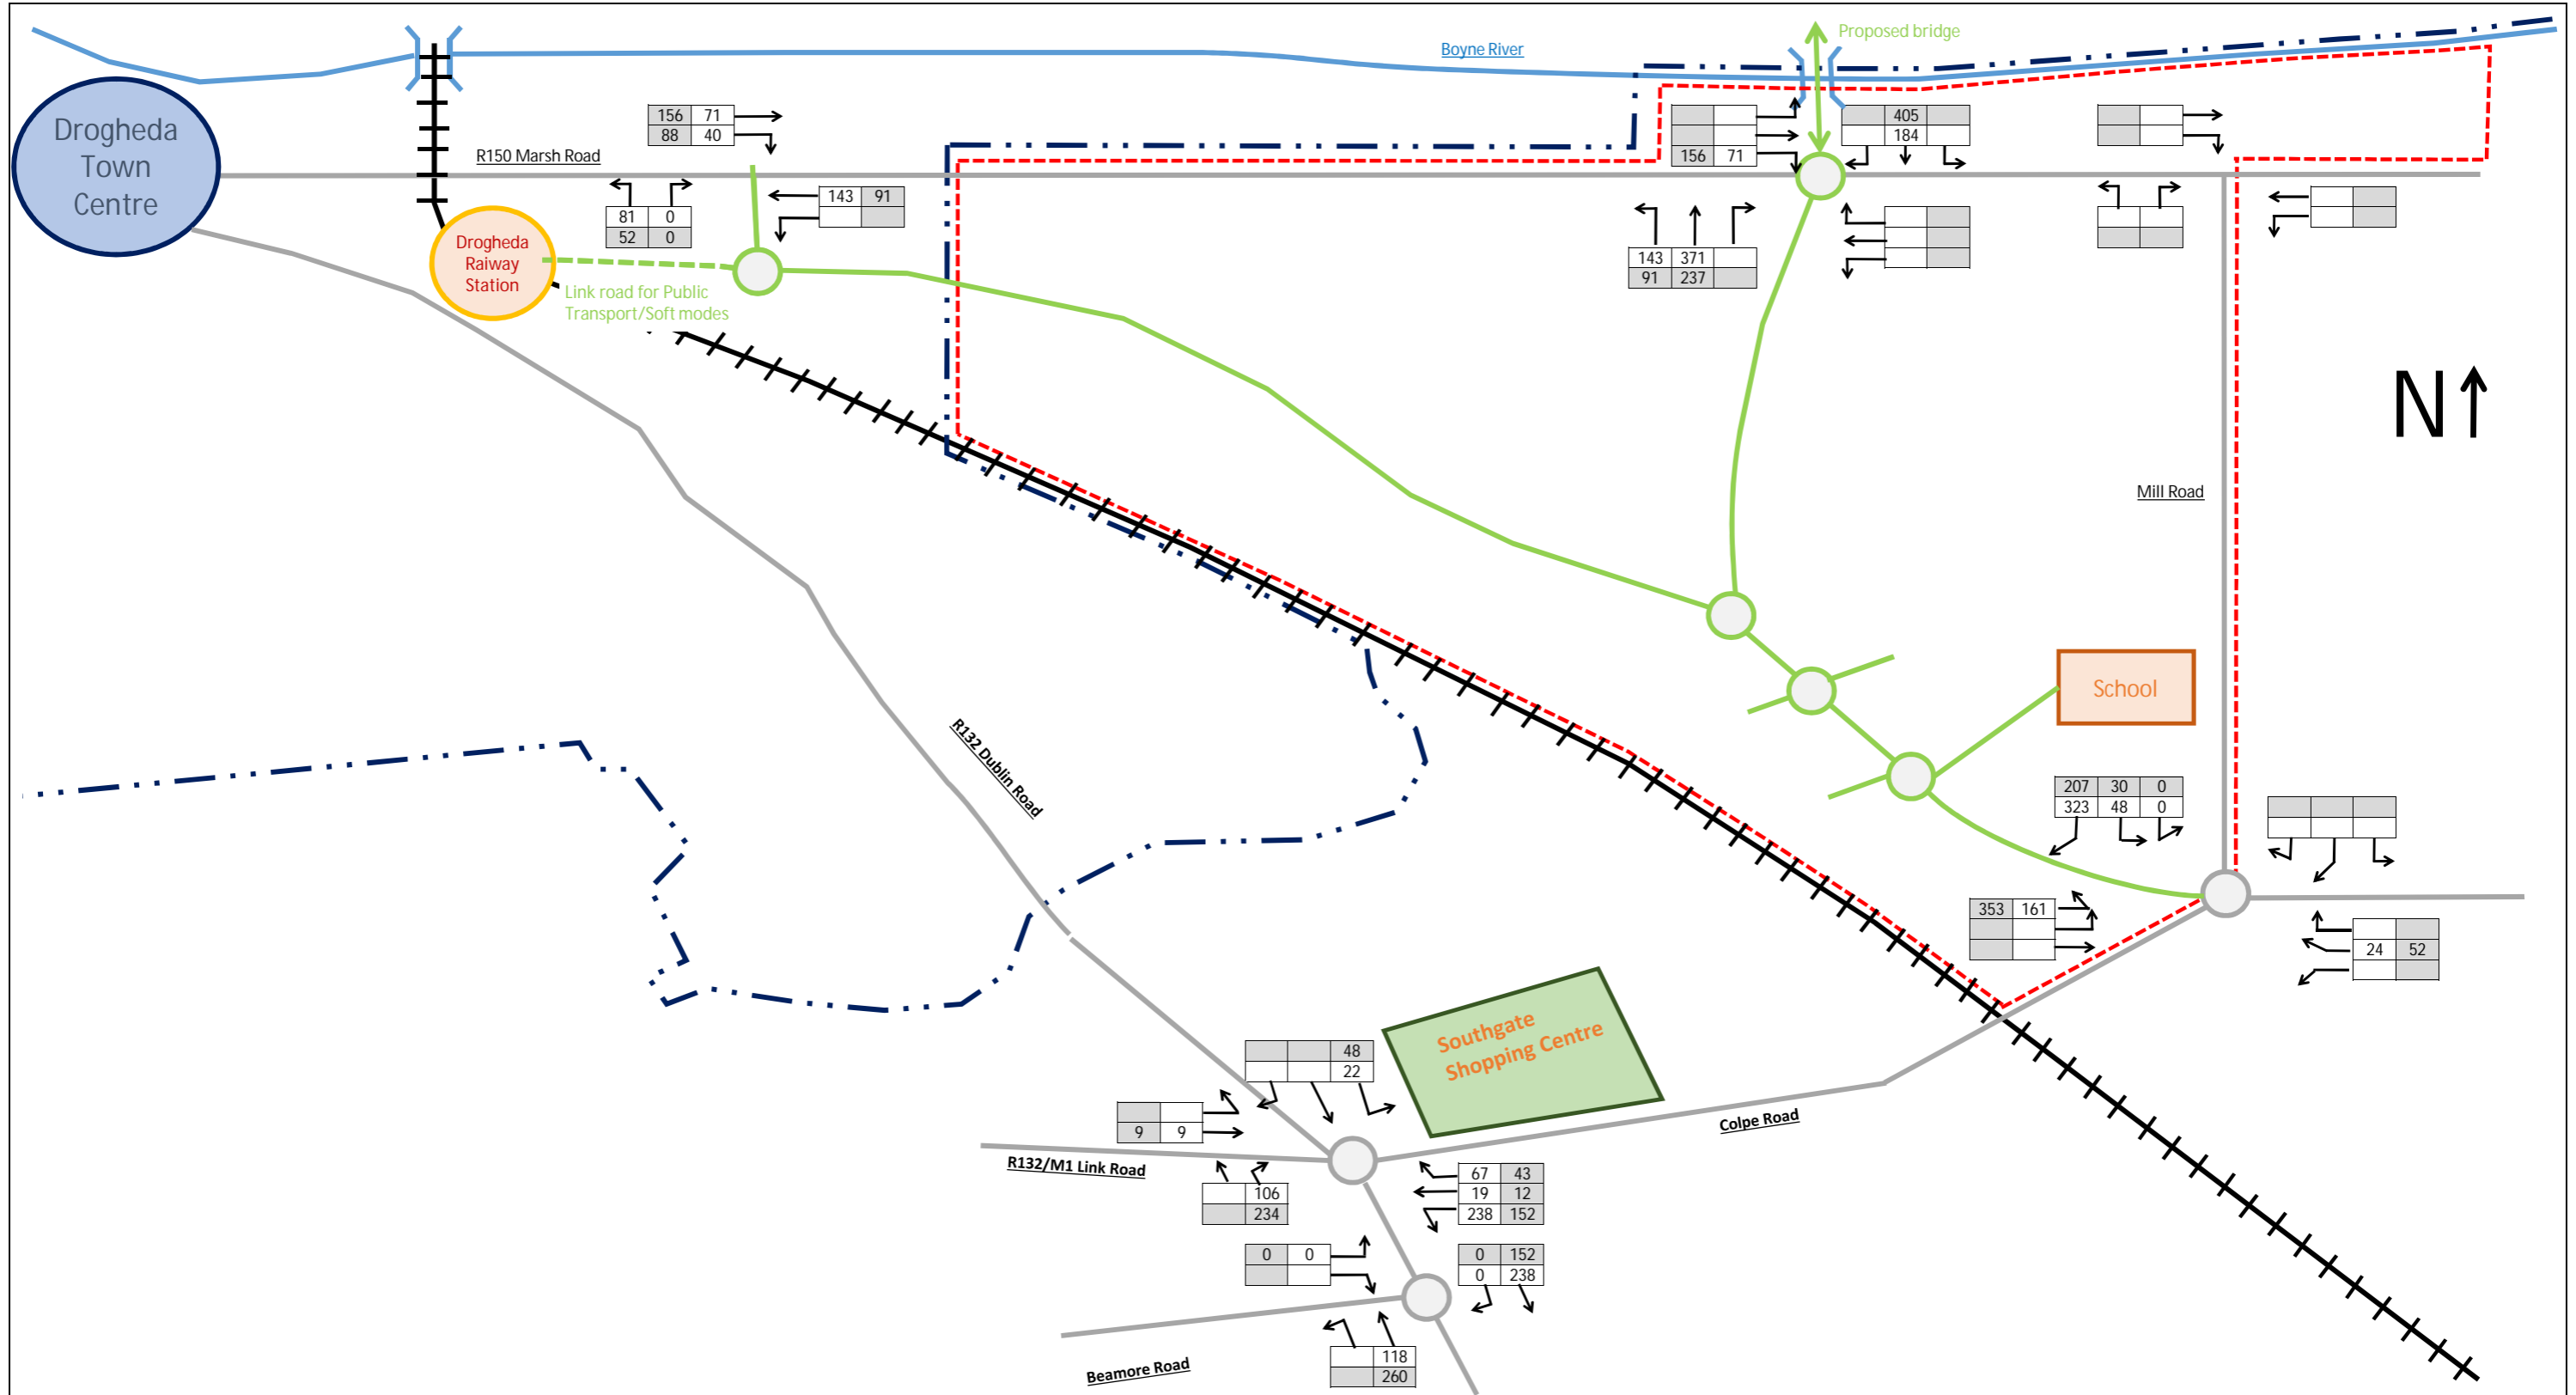 Proposed bridge
Boyne River
Drogheda
Town
Centre
156 71
88 40
405
184
156 71
R150 Marsh Road
81 0
52 0
143 91
Drogheda
Raiway
Station
Link road for Public
Transport/Soft modes
143 371
91 237
N
Mill Road
School
R132 Dublin Road
207 30 0
323 48 0
353 161
24 52
Southgate
Shopping Centre
48
22
9 9
Colpe Road
R132/M1 Link Road
106
234
67 43
19 12
238 152
0 0
0 152
0 238
118
260
Beamore Road